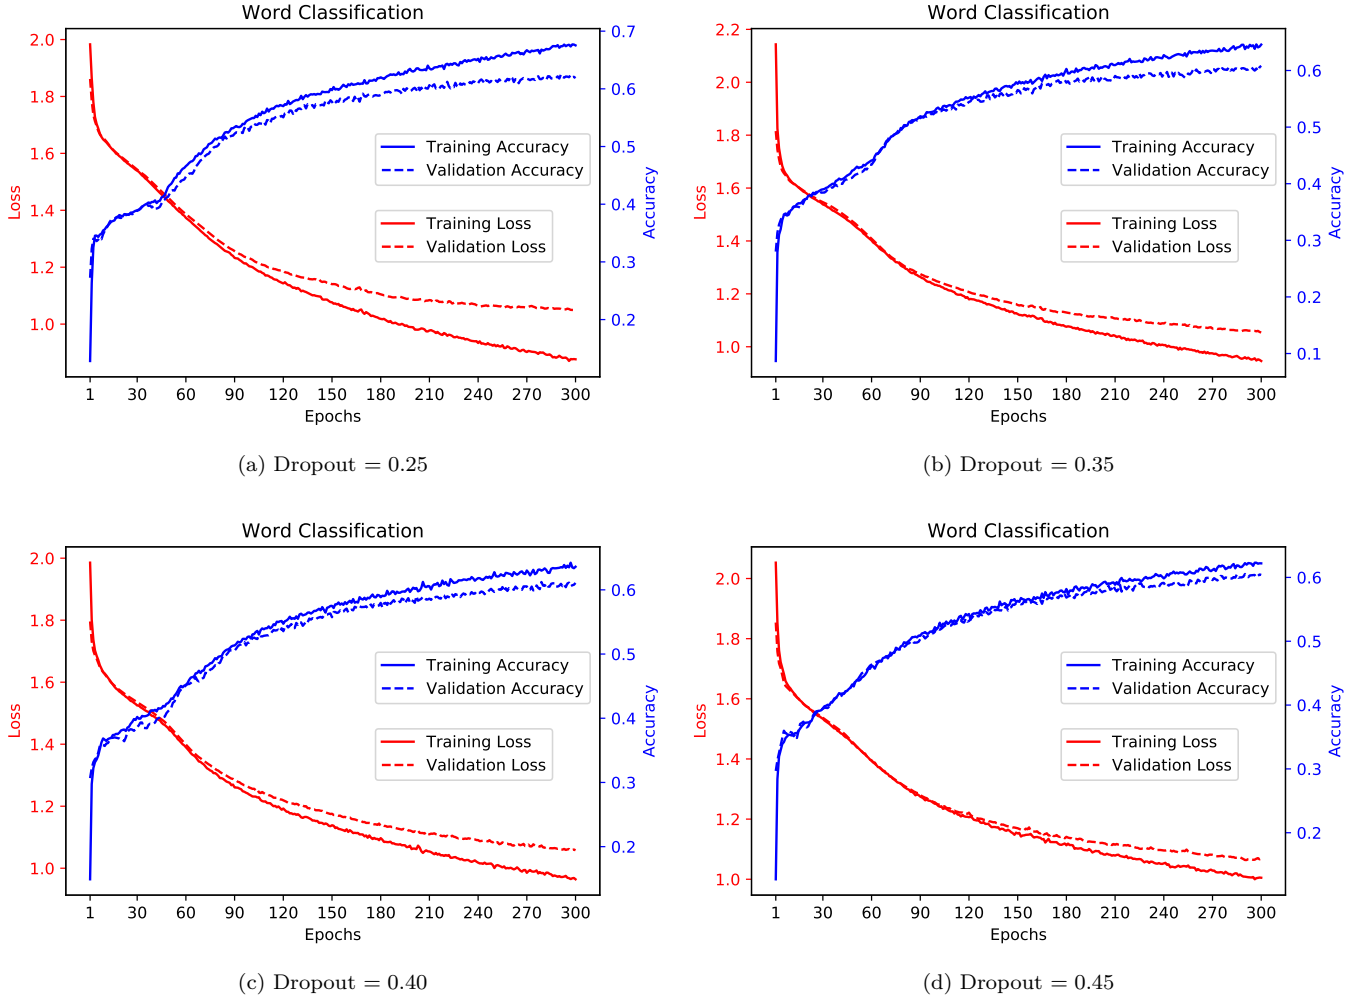 Word Classification
2.0
1.8
1.6
1.4
1.2
1.0
Loss
0.7
0.6
0.5
0.4
0.3
0.2
Accuracy
Training Accuracy
Validation Accuracy
Training Loss
Validation Loss
1 30 60 90 120 150 180 210 240 270 300
Epochs
(a) Dropout = 0.25
Word Classification
2.2
2.0
1.8
1.6
1.4
1.2
1.0
Loss
0.6
0.5
0.4
0.3
0.2
0.1
Accuracy
Training Accuracy
Validation Accuracy
Training Loss
Validation Loss
1 30 60 90 120 150 180 210 240 270 300
Epochs
(b) Dropout = 0.35
Word Classification
2.0
1.8
1.6
1.4
1.2
1.0
Loss
0.6
0.5
0.4
0.3
0.2
Accuracy
Training Accuracy
Validation Accuracy
Training Loss
Validation Loss
1 30 60 90 120 150 180 210 240 270 300
Epochs
(c) Dropout = 0.40
Word Classification
2.0
1.8
1.6
1.4
1.2
1.0
Loss
0.6
0.5
0.4
0.3
0.2
Accuracy
Training Accuracy
Validation Accuracy
Training Loss
Validation Loss
1 30 60 90 120 150 180 210 240 270 300
Epochs
(d) Dropout = 0.45